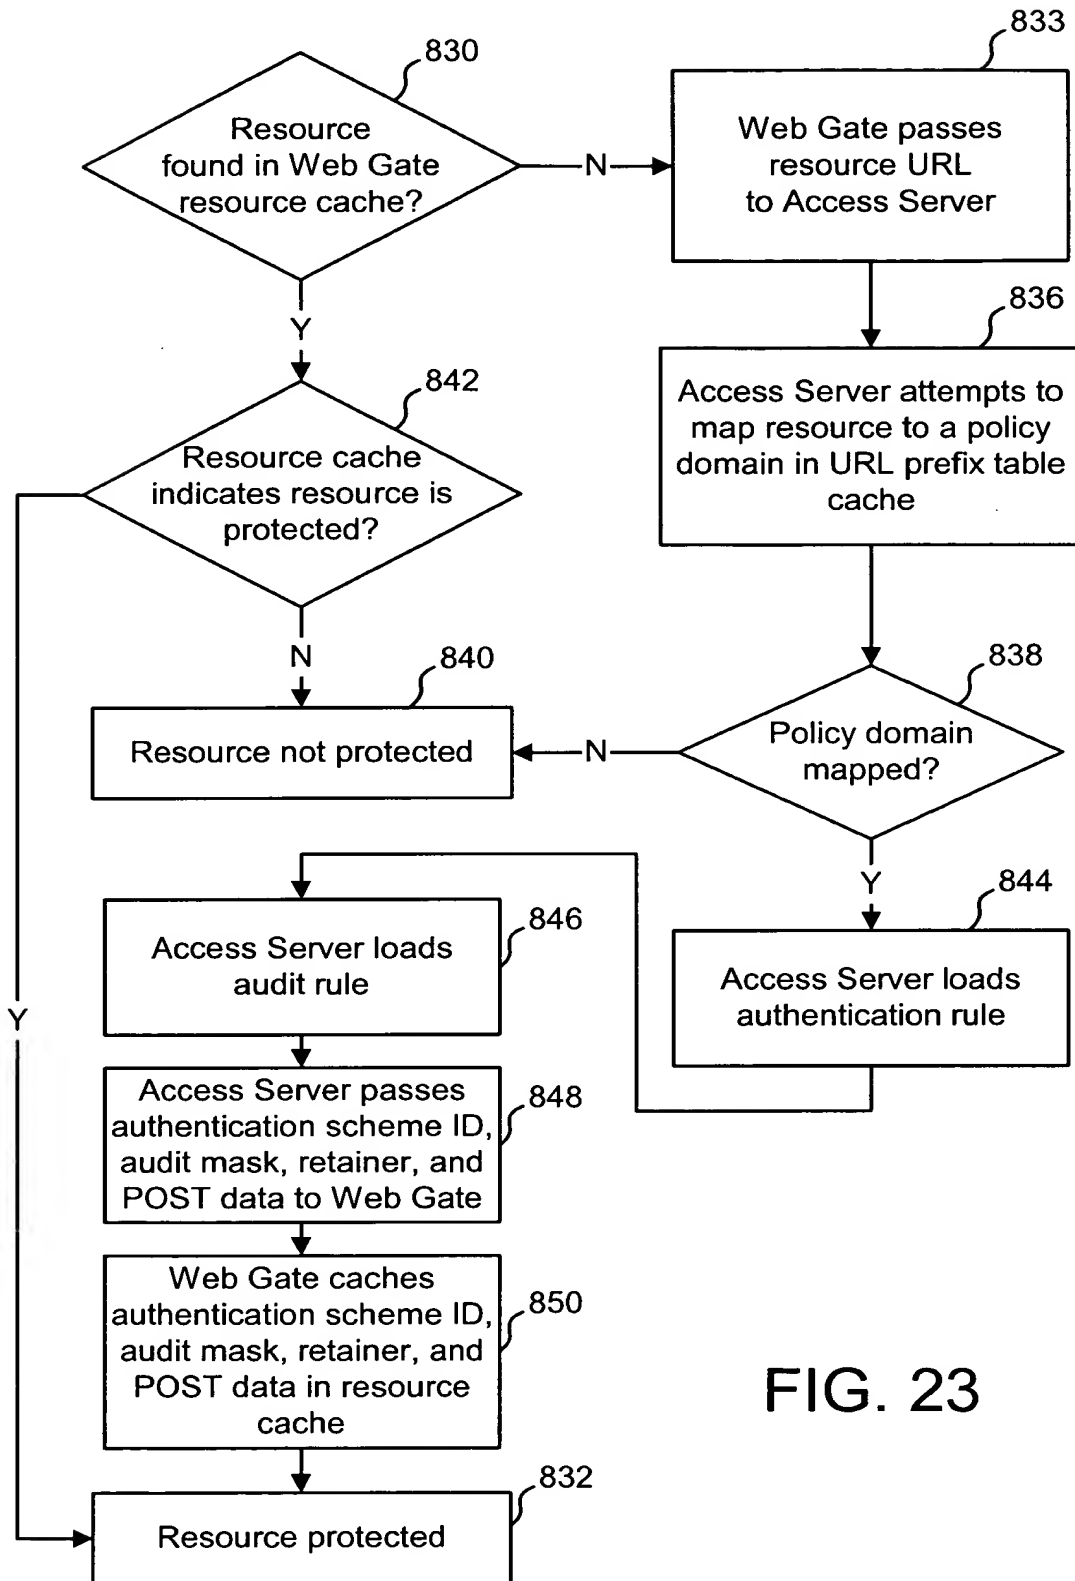 830
Resource
found in Web Gate
resource cache?
N
833
Web Gate passes
resource URL
to Access Server
Y
836
Access Server attempts to
map resource to a policy
domain in URL prefix table
cache
842
Resource cache
indicates resource is
protected?
N
840
Resource not protected
838
Policy domain
mapped?
N
Y
844
Access Server loads
authentication rule
846
Access Server loads
audit rule
Y
848
Access Server passes
authentication scheme ID,
audit mask, retainer, and
POST data to Web Gate
850
Web Gate caches
authentication scheme ID,
audit mask, retainer, and
POST data in resource
cache
832
Resource protected
FIG. 23